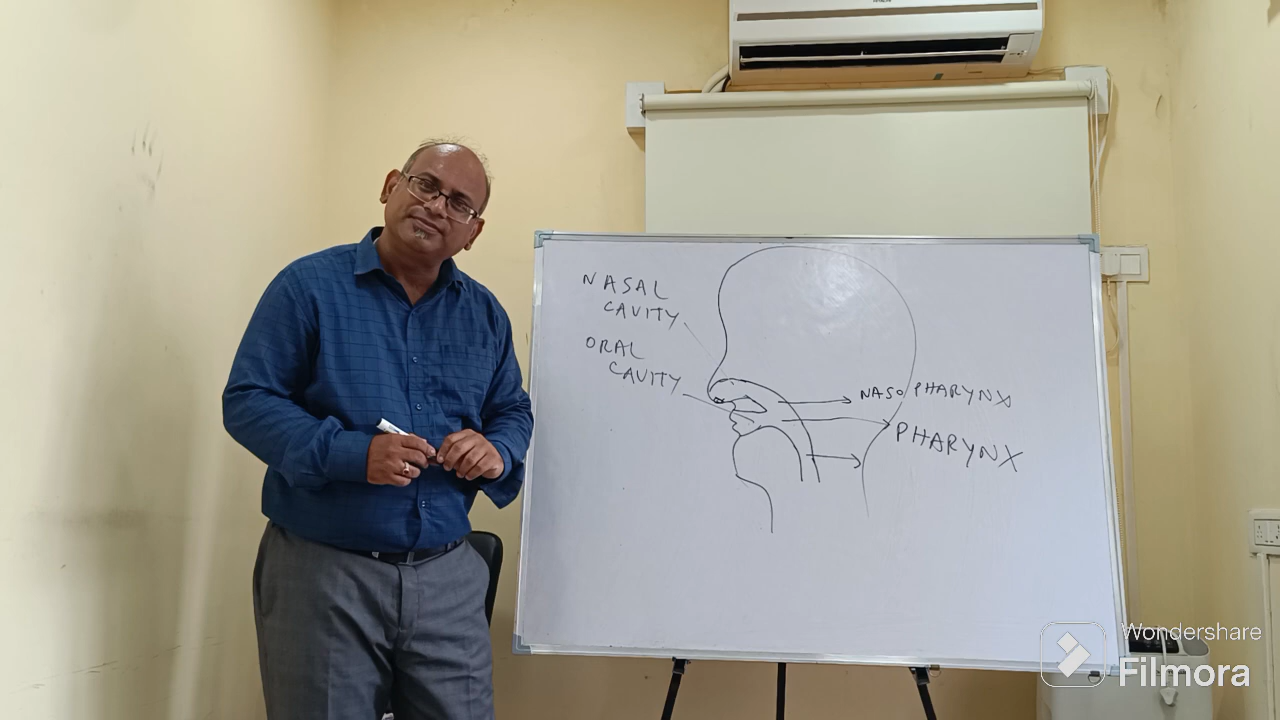 NASAL
CAVITY
ORAL
CAVITY
NASOPHARYNX
PHARYNX
Wondershare
Filmora